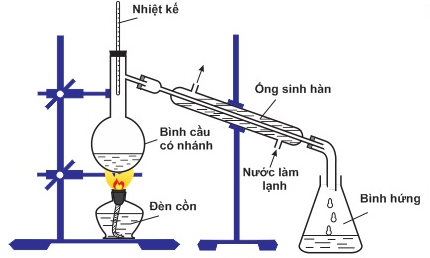 Nhiệt kế
Ống sinh hàn
Bình cầu
có nhánh
Nước làm
lạnh
Bình hứng
Đèn cồn